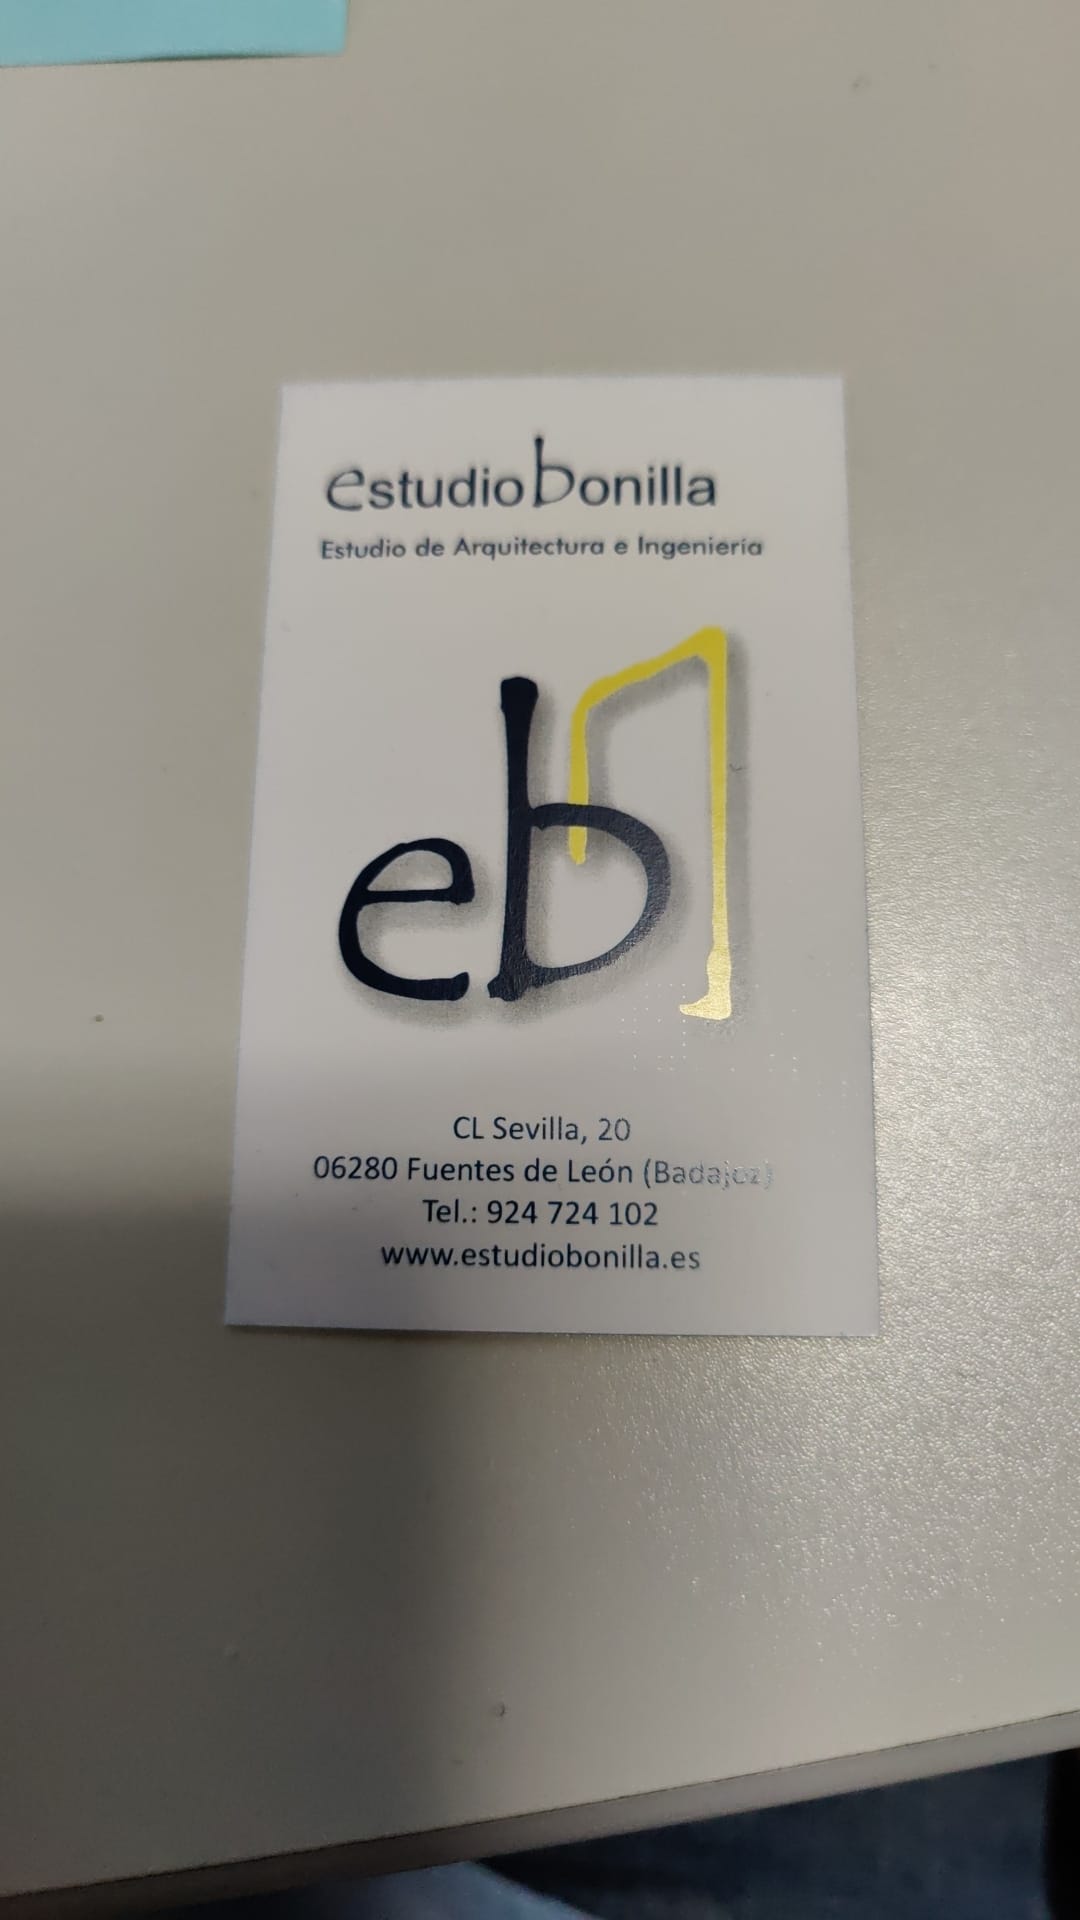 estudiobonilla
Estudio de Arquitectura e Ingeniería
eb
CL Sevilla, 20
06280 Fuentes de León (Badajoz)
Tel.: 924 724 102
www.estudiobonilla.es